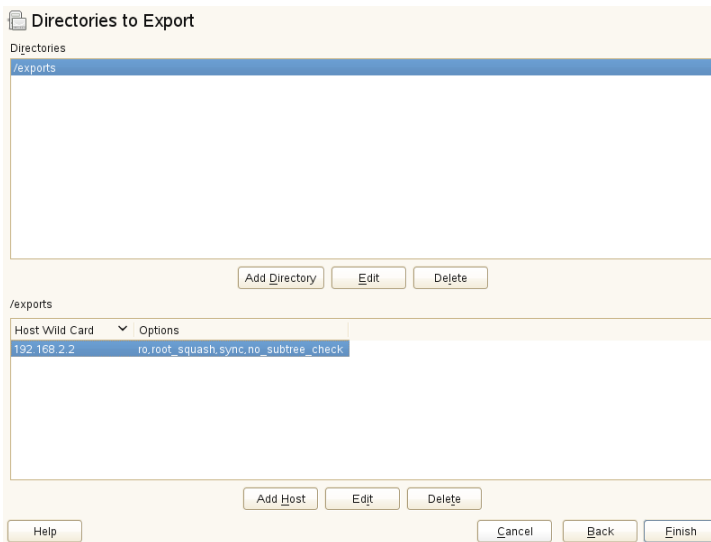 Directories to Export
Directories
/exports
Add Directory Edit Delete
/exports
Host Wild Card Options
192.168.2.2 ro,root_squash,sync,no_subtree_check
Add Host Edit Delete
Help Cancel Back Finish